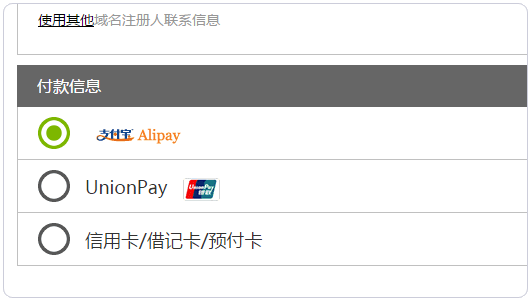 使用其他域名注册人联系信息
付款信息
支付宝 Alipay
UnionPay UnionPay 银联
信用卡/借记卡/预付卡